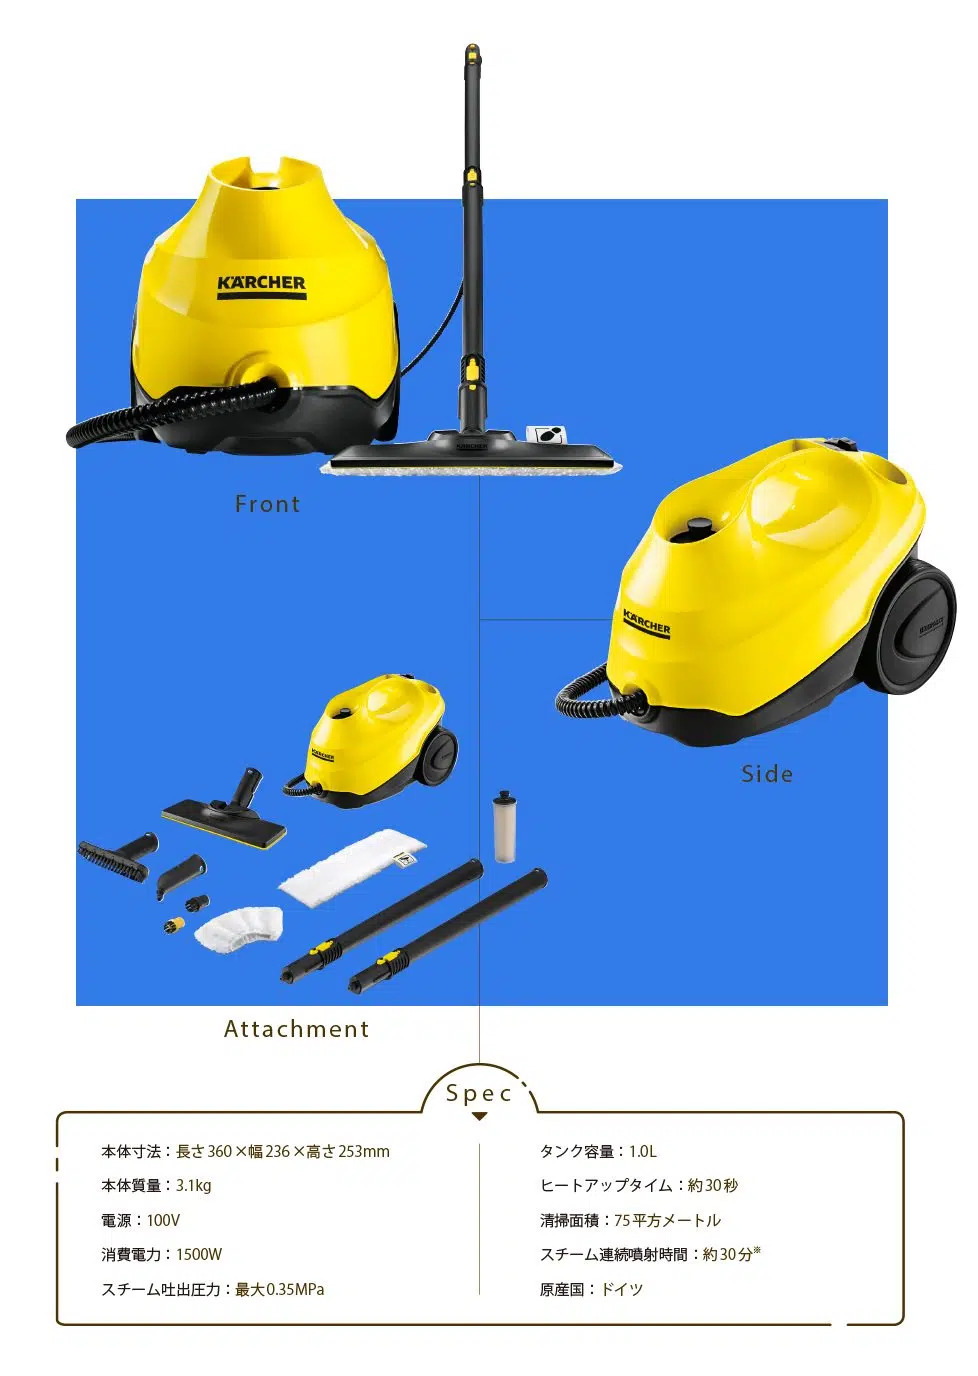 KÄRCHER
KÄRCHER
Front
KÄRCHER
Side
KÄRCHER
Attachment
Spec
本体寸法：長さ360×幅236×高さ253mm
本体質量：3.1kg
電源：100V
消費電力：1500W
スチーム吐出圧力：最大0.35MPa
タンク容量：1.0L
ヒートアップタイム：約30秒
清掃面積：75平方メートル
スチーム連続噴射時間：約30分※
原産国：ドイツ